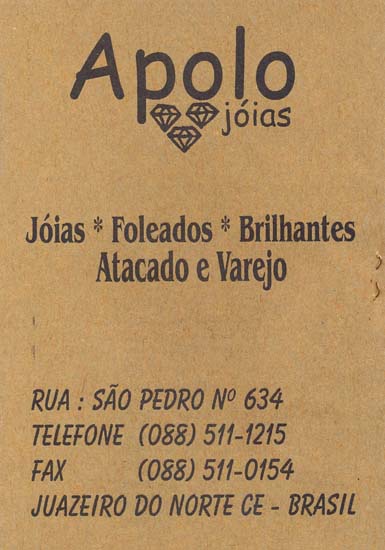 Apolo
jóias
Jóias * Foleados * Brilhantes
Atacado e Varejo
RUA : SÃO PEDRO Nº 634
TELEFONE (088) 511-1215
FAX (088) 511-0154
JUAZEIRO DO NORTE CE - BRASIL